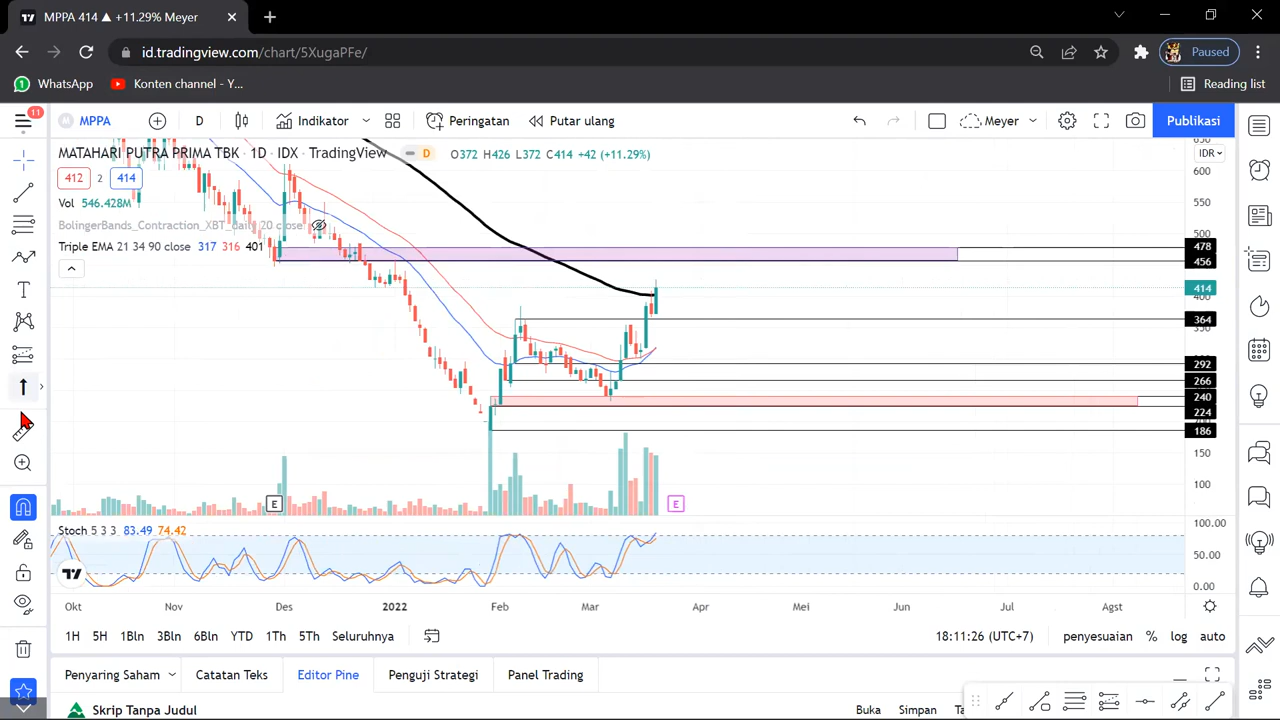 MPPA 414 ▲ +11.29% Meyer
id.tradingview.com/chart/5XugaPFe/
Paused
WhatsApp
Konten channel - Y...
Reading list
11
MPPA
D
Indikator
Peringatan
Putar ulang
Meyer
Publikasi
MATAHARI PUTRA PRIMA TBK · 1D · IDX · TradingView
D
O372 H426 L372 C414 +42 (+11.29%)
IDR
412 2 414
Vol 546.428M
BolingerBands_Contraction_XBT_daily 20 close
Triple EMA 21 34 90 close 317 316 401
650
600
550
500
478
456
414
400
364
350
292
266
240
224
186
150
100
E
E
Stoch 5 3 3 83.49 74.42
100.00
50.00
0.00
Okt Nov Des 2022 Feb Mar Apr Mei Jun Jul Agst
1H 5H 1Bln 3Bln 6Bln YTD 1Th 5Th Seluruhnya
18:11:26 (UTC+7)
penyesuaian % log auto
Penyaring Saham Catatan Teks Editor Pine Penguji Strategi Panel Trading
Skrip Tanpa Judul
Buka Simpan